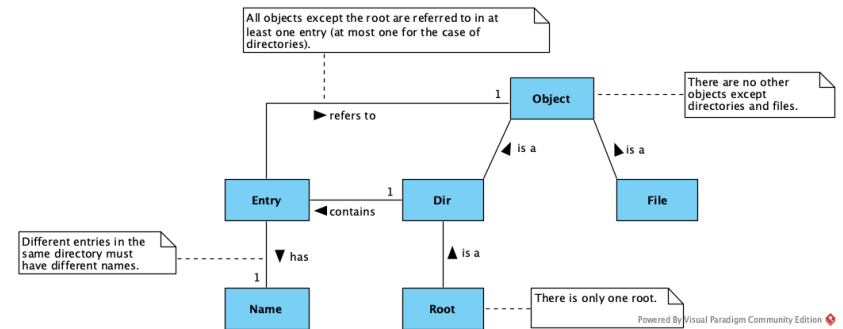 All objects except the root are referred to in at
least one entry (at most one for the case of
directories).
There are no other
objects except
directories and files.
1
Object
refers to
is a
is a
Entry
1
Dir
File
contains
Different entries in the
same directory must
have different names.
has
is a
1
Name
Root
There is only one root.
Powered By Visual Paradigm Community Edition